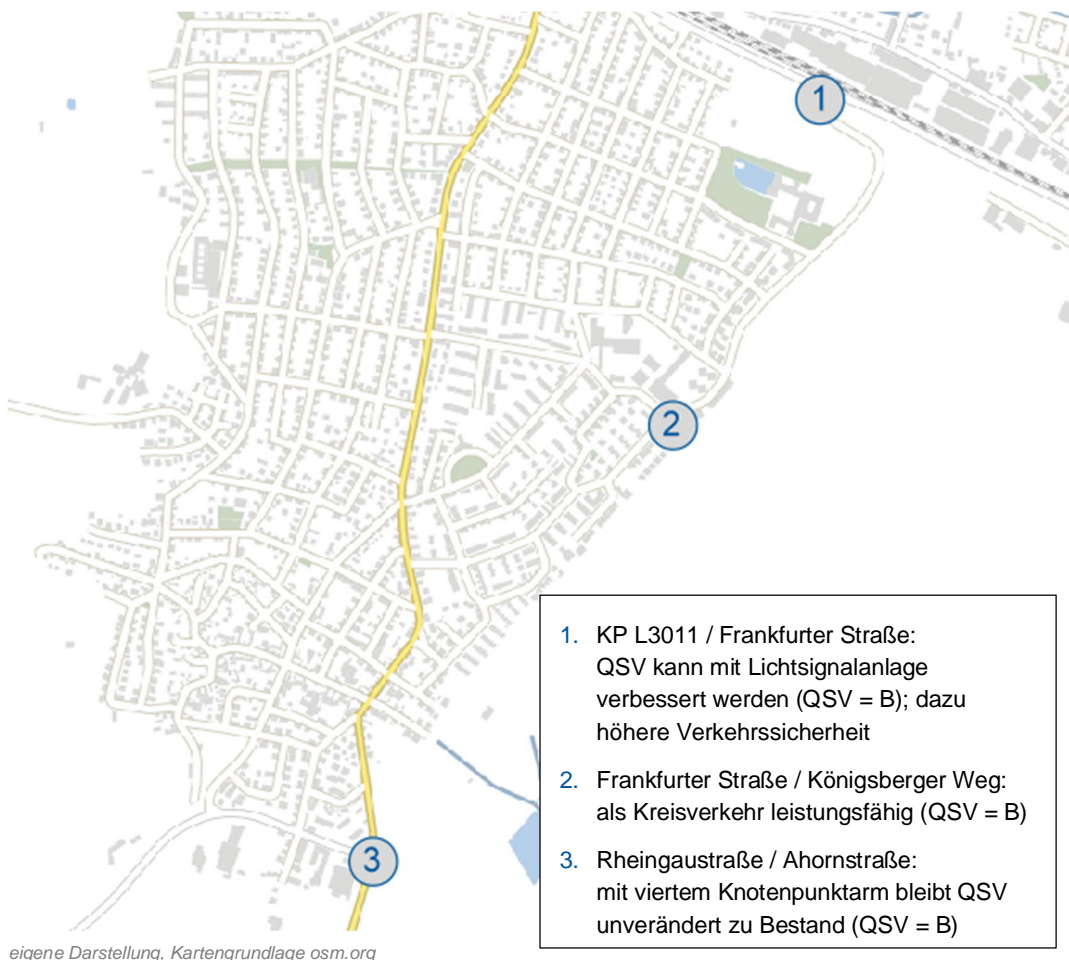 1
2
3
1. KP L3011 / Frankfurter Straße:
QSV kann mit Lichtsignalanlage
verbessert werden (QSV = B); dazu
höhere Verkehrssicherheit
2. Frankfurter Straße / Königsberger Weg:
als Kreisverkehr leistungsfähig (QSV = B)
3. Rheingaustraße / Ahornstraße:
mit viertem Knotenpunktarm bleibt QSV
unverändert zu Bestand (QSV = B)
eigene Darstellung, Kartengrundlage osm.org